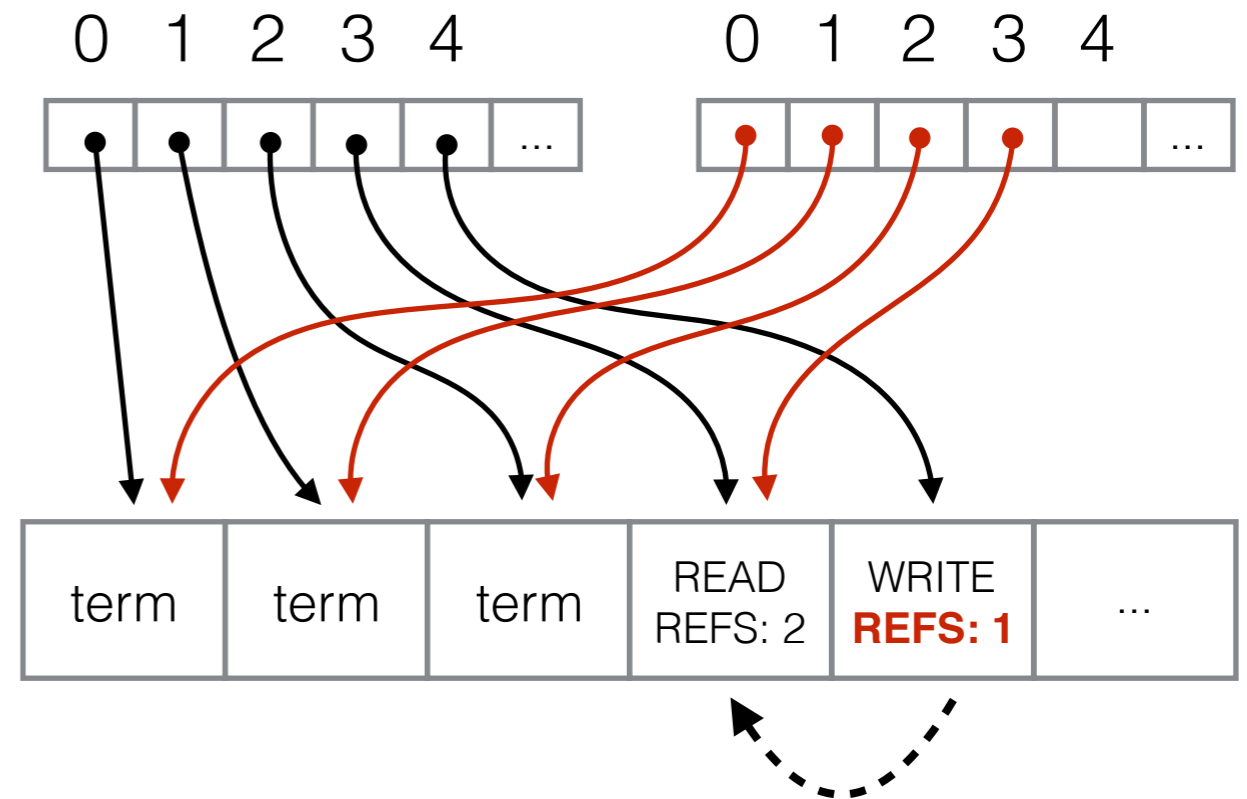 0 1 2 3 4 0 1 2 3 4
... ...
term term term READ REFS: 2 WRITE REFS: 1 ...